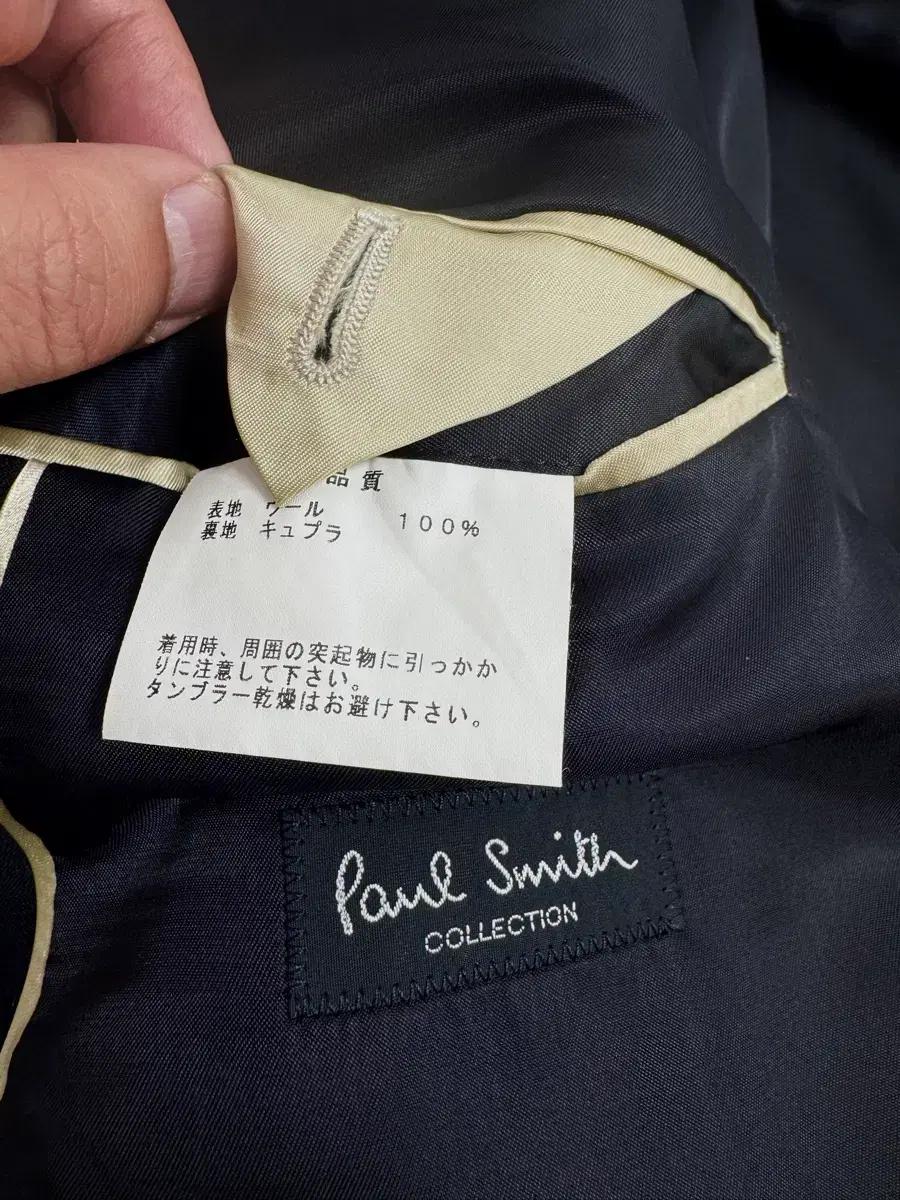 品質
表地 ウール 100%
裏地 キュプラ
着用時、周囲の突起物に引っかか
りに注意して下さい。
タンブラー乾燥はお避け下さい。
Paul Smith
COLLECTION